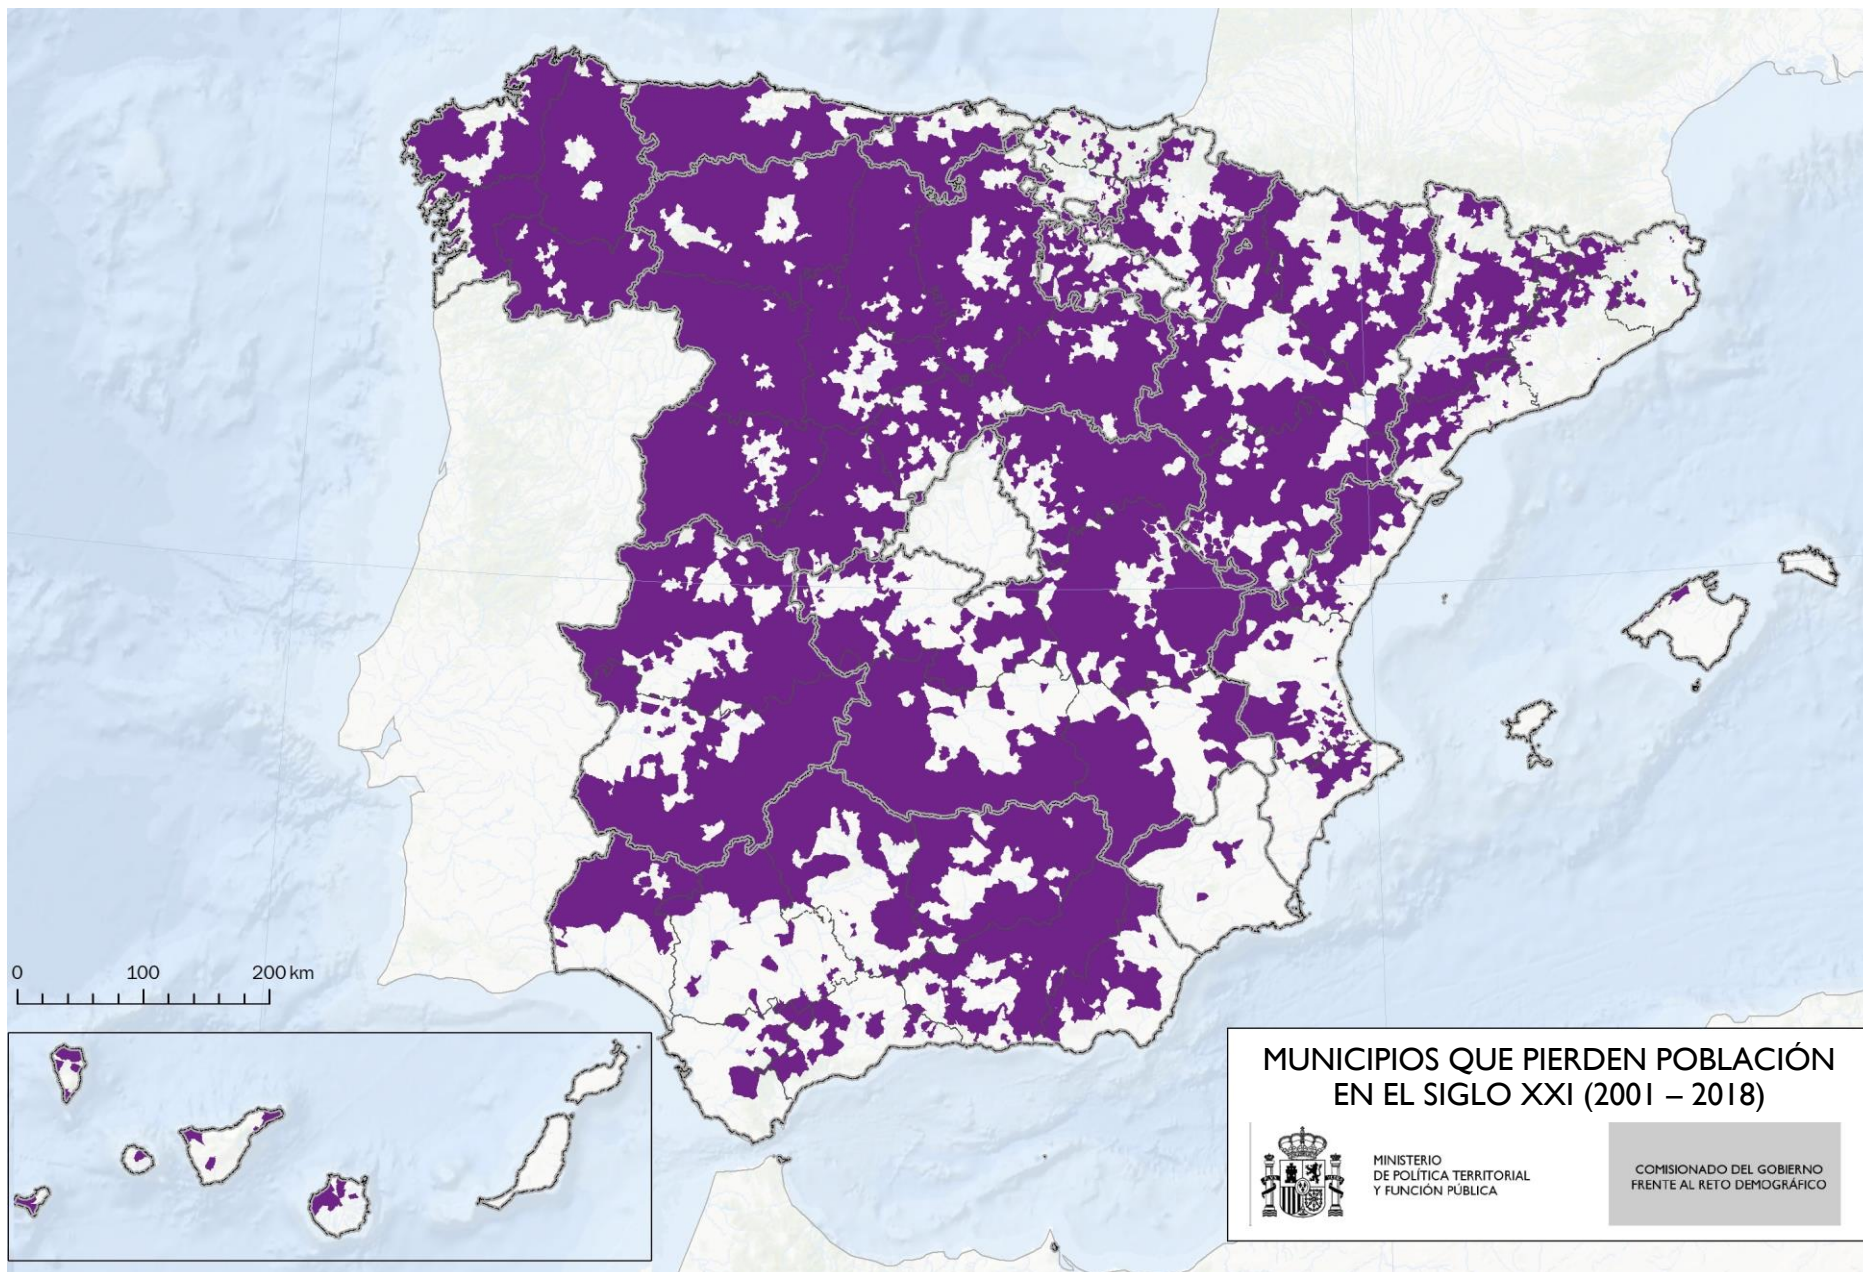 0 100 200 km
MUNICIPIOS QUE PIERDEN POBLACIÓN
EN EL SIGLO XXI (2001 – 2018)
MINISTERIO
DE POLÍTICA TERRITORIAL
Y FUNCIÓN PÚBLICA
COMISIONADO DEL GOBIERNO
FRENTE AL RETO DEMOGRÁFICO